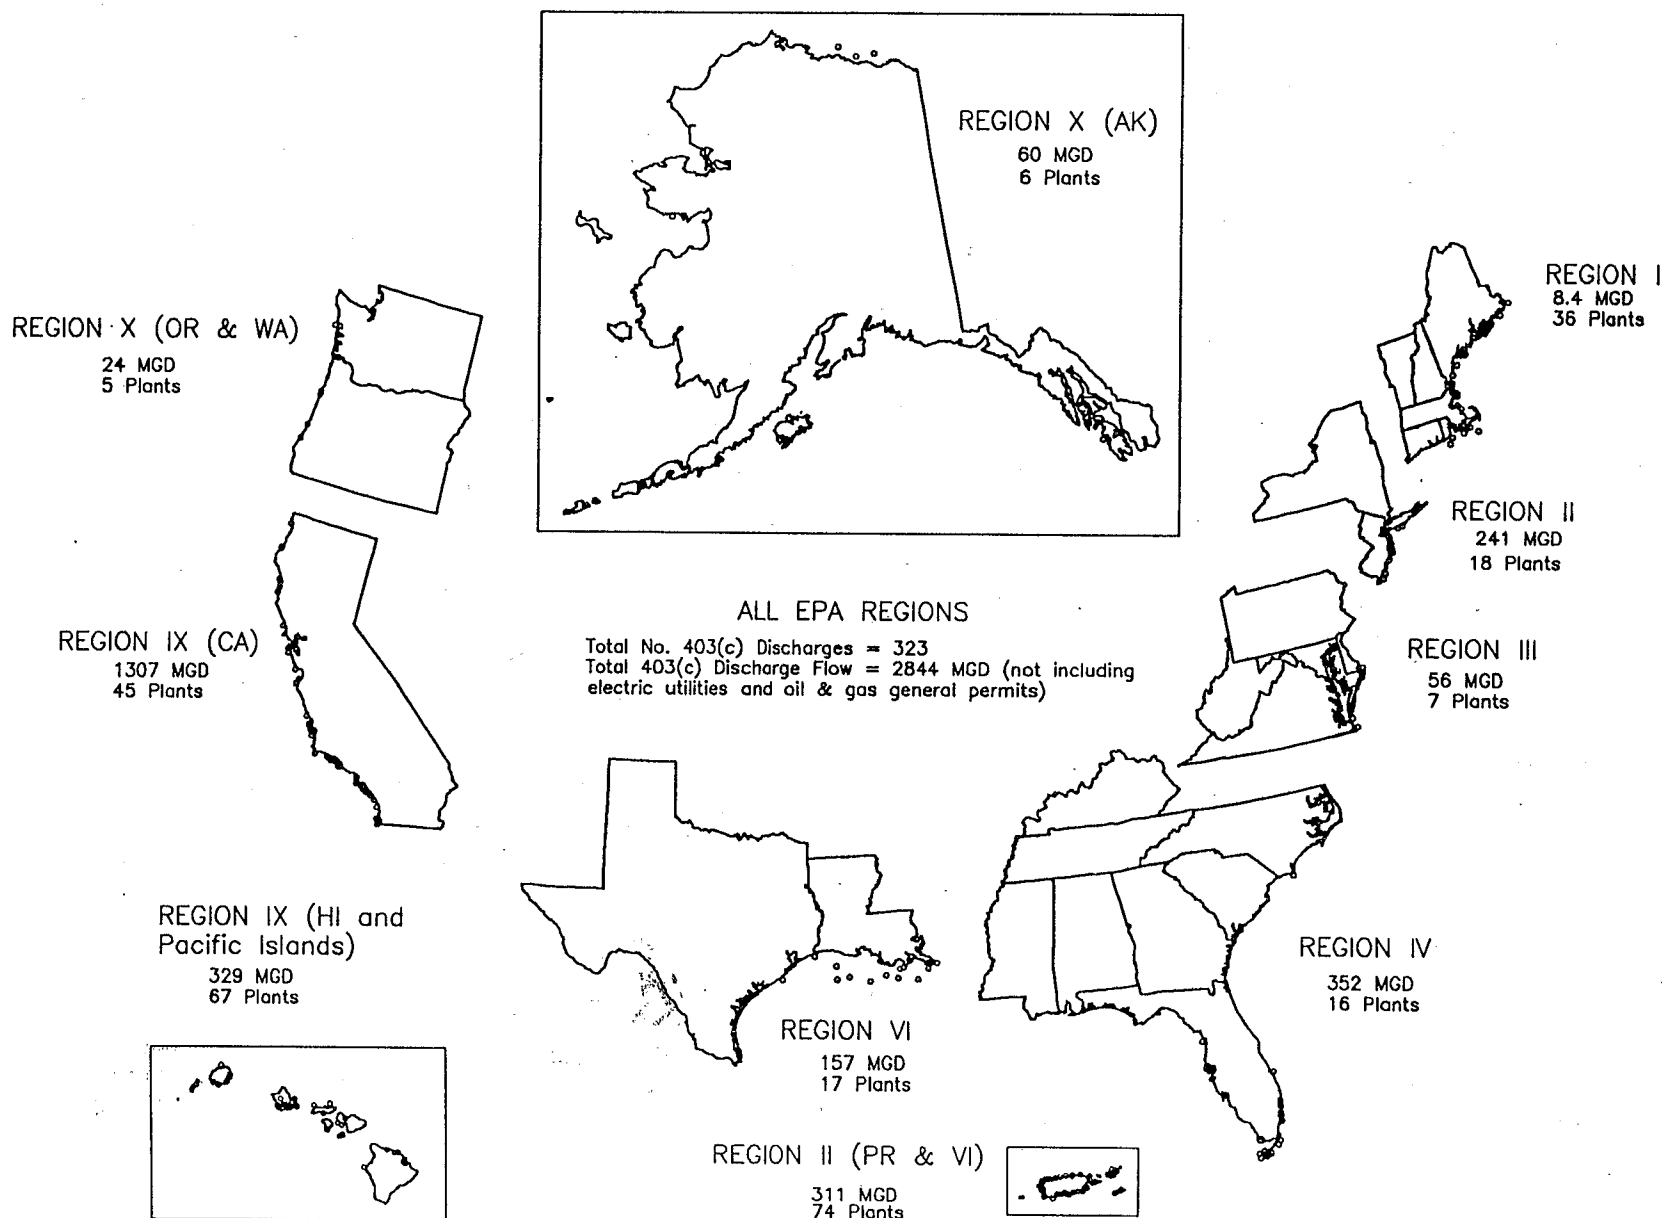 REGION X (AK)
60 MGD
6 Plants
REGION I
8.4 MGD
36 Plants
REGION X (OR & WA)
24 MGD
5 Plants
REGION II
241 MGD
18 Plants
ALL EPA REGIONS
Total No. 403(c) Discharges = 323
Total 403(c) Discharge Flow = 2844 MGD (not including
electric utilities and oil & gas general permits)
REGION IX (CA)
1307 MGD
45 Plants
REGION III
56 MGD
7 Plants
REGION IX (HI and
Pacific Islands)
329 MGD
67 Plants
REGION IV
352 MGD
16 Plants
REGION VI
157 MGD
17 Plants
REGION II (PR & VI)
311 MGD
74 Plants